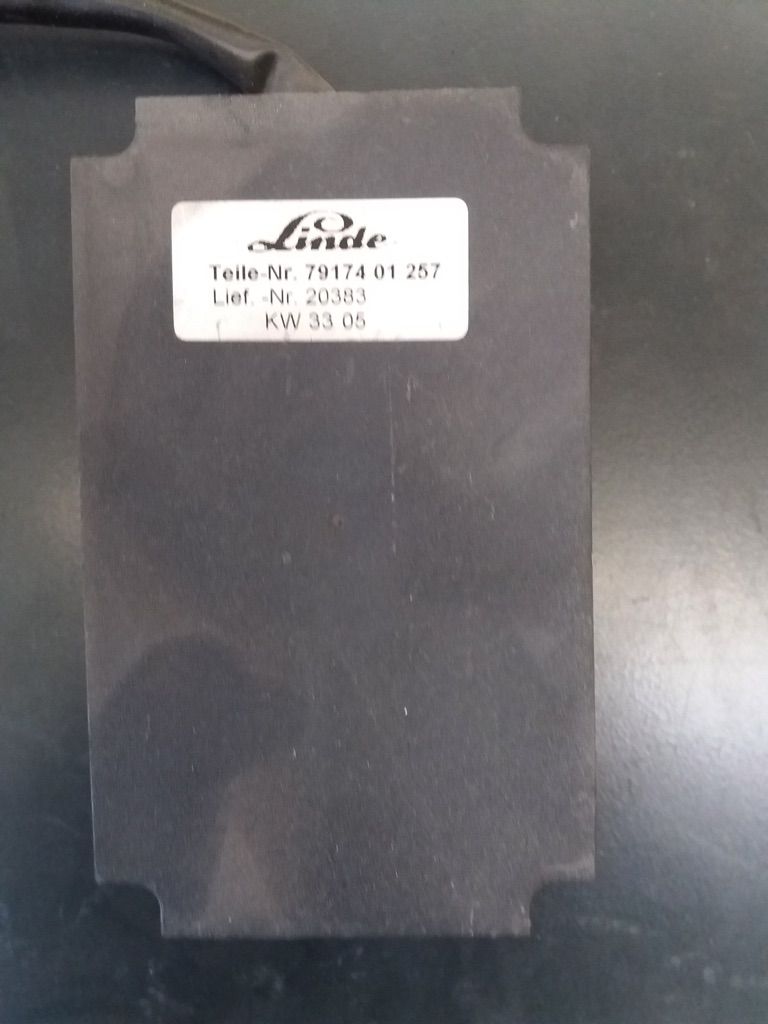 Linde
Teile-Nr. 79174 01 257
Lief. -Nr. 20383
KW 33 05